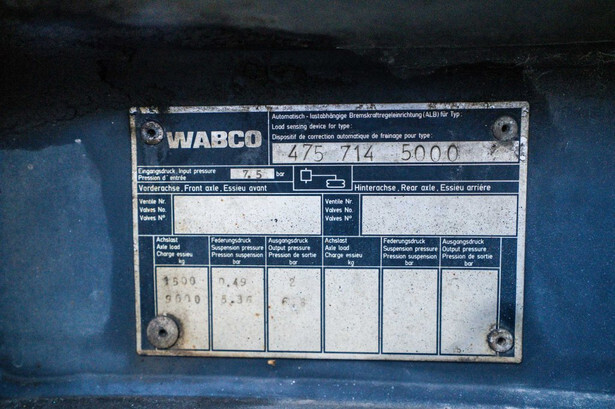 WABCO
Automatisch - lastabhängige Bremskraftregeleinrichtung (ALB) für Typ:
Load sensing device for type:
Dispositif de correction automatique de freinage pour type:
475 714 5000
Eingangsdruck, Input pressure
Pression d'entrée
7,5 bar
Vorderachse, Front axle, Essieu avant
Hinterachse, Rear axle, Essieu arrière
Ventile Nr.
Valves No.
Valves N°.
Ventile Nr.
Valves No.
Valves N°.
Achslast
Axle load
Charge essieu
kg
Federungsdruck
Suspension pressure
Pression suspension
bar
Ausgangsdruck
Output pressure
Pression de sortie
bar
Achslast
Axle load
Charge essieu
kg
Federungsdruck
Suspension pressure
Pression suspension
bar
Ausgangsdruck
Output pressure
Pression de sortie
bar
1500 0.49 2
9000